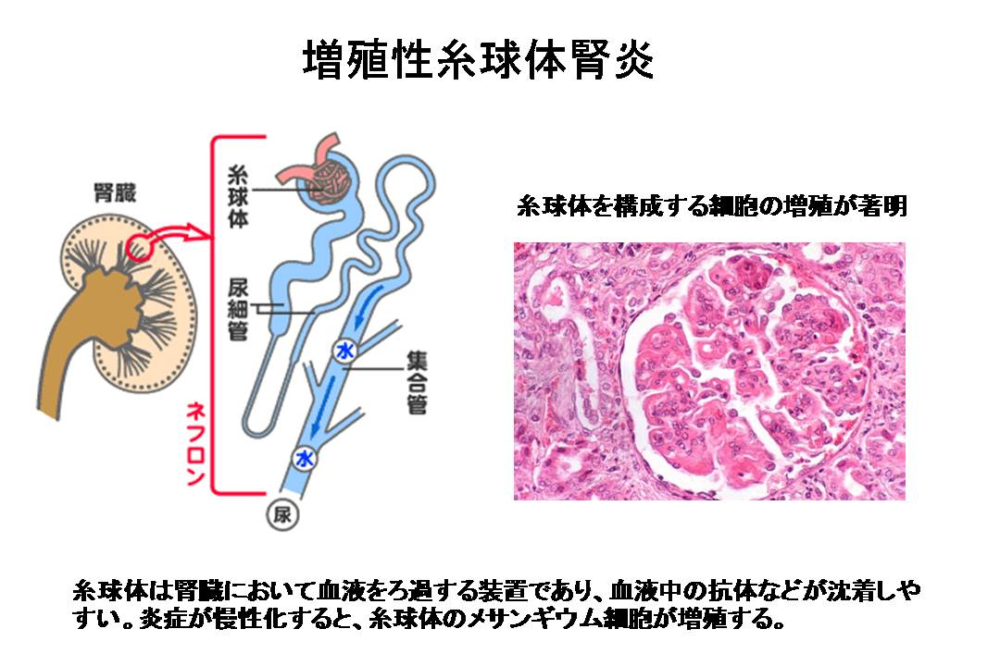 増殖性糸球体腎炎
腎臓
糸球体
尿細管
水
集合管
水
ネフロン
尿
糸球体を構成する細胞の増殖が著明
糸球体は腎臓において血液をろ過する装置であり、血液中の抗体などが沈着しや
すい。炎症が慢性化すると、糸球体のメサンギウム細胞が増殖する。